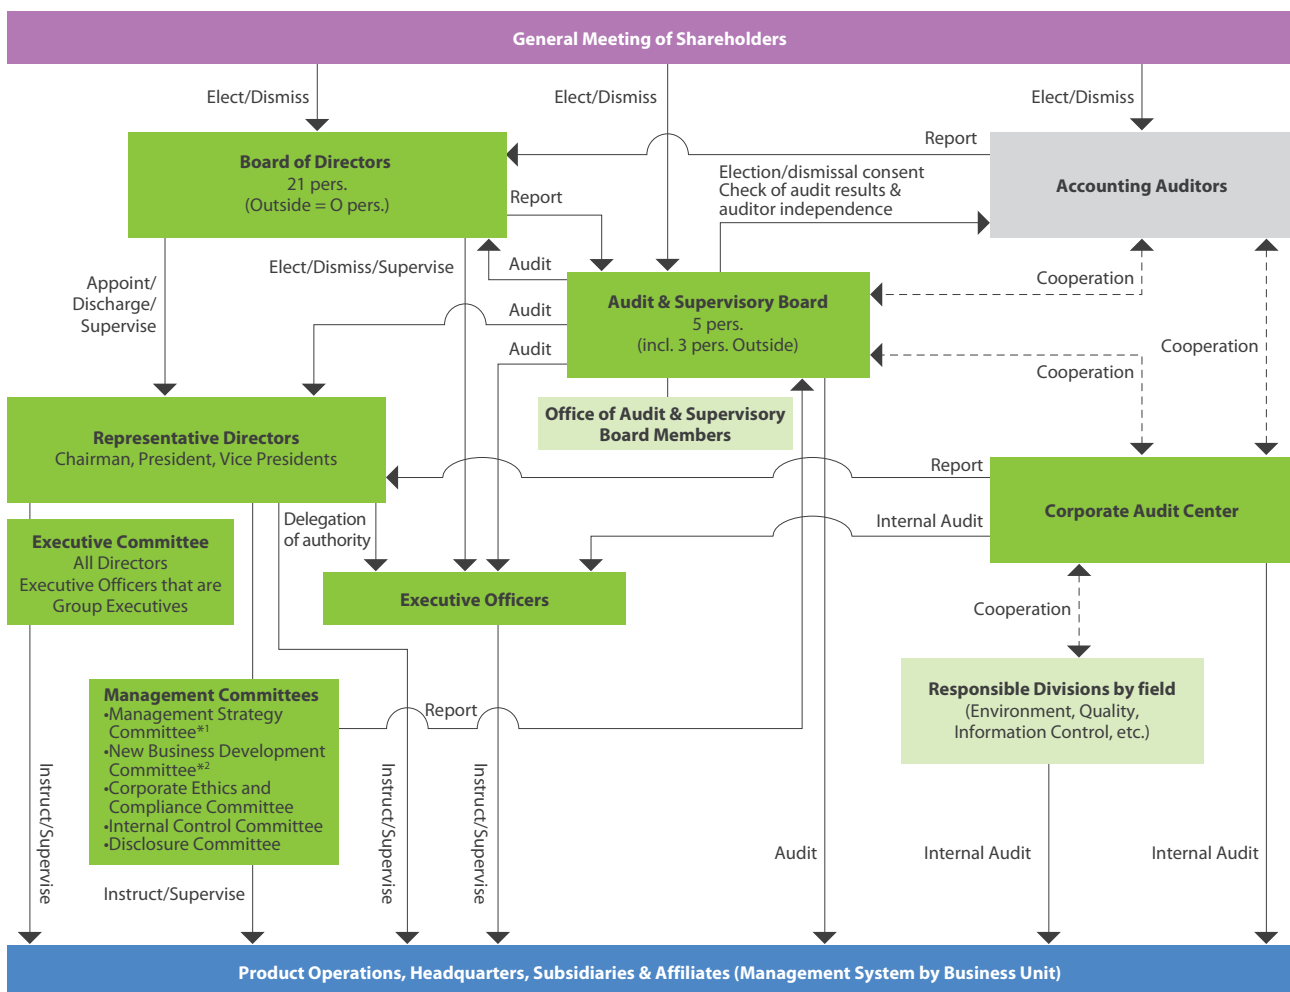 General Meeting of Shareholders
Elect/Dismiss
Elect/Dismiss
Elect/Dismiss
Board of Directors
21 pers.
(Outside = O pers.)
Report
Accounting Auditors
Election/dismissal consent
Check of audit results &
auditor independence
Report
Elect/Dismiss/Supervise
Audit
Appoint/
Discharge/
Supervise
Audit
Audit
Audit & Supervisory Board
5 pers.
(incl. 3 pers. Outside)
Cooperation
Cooperation
Cooperation
Office of Audit & Supervisory
Board Members
Representative Directors
Chairman, President, Vice Presidents
Report
Internal Audit
Corporate Audit Center
Delegation
of authority
Executive Committee
All Directors
Executive Officers that are
Group Executives
Executive Officers
Cooperation
Responsible Divisions by field
(Environment, Quality,
Information Control, etc.)
Management Committees
•Management Strategy
Committee*1
•New Business Development
Committee*2
•Corporate Ethics and
Compliance Committee
•Internal Control Committee
•Disclosure Committee
Report
Instruct/Supervise
Instruct/Supervise
Instruct/Supervise
Instruct/Supervise
Audit
Internal Audit
Internal Audit
Product Operations, Headquarters, Subsidiaries & Affiliates (Management System by Business Unit)